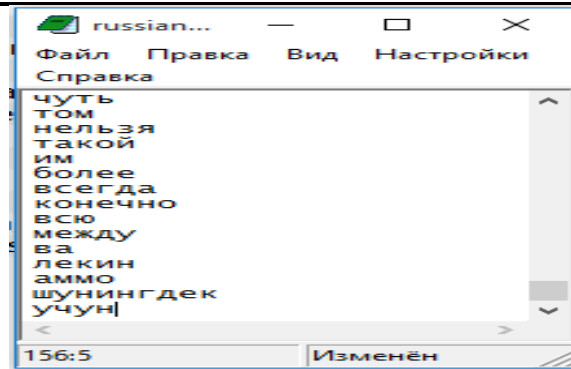 russian...
Файл Правка Вид Настройки
Справка
чуть
том
нельзя
такой
им
более
всегда
конечно
всю
между
ва
лекин
аммо
шунингдек
учун
156:5 Изменён